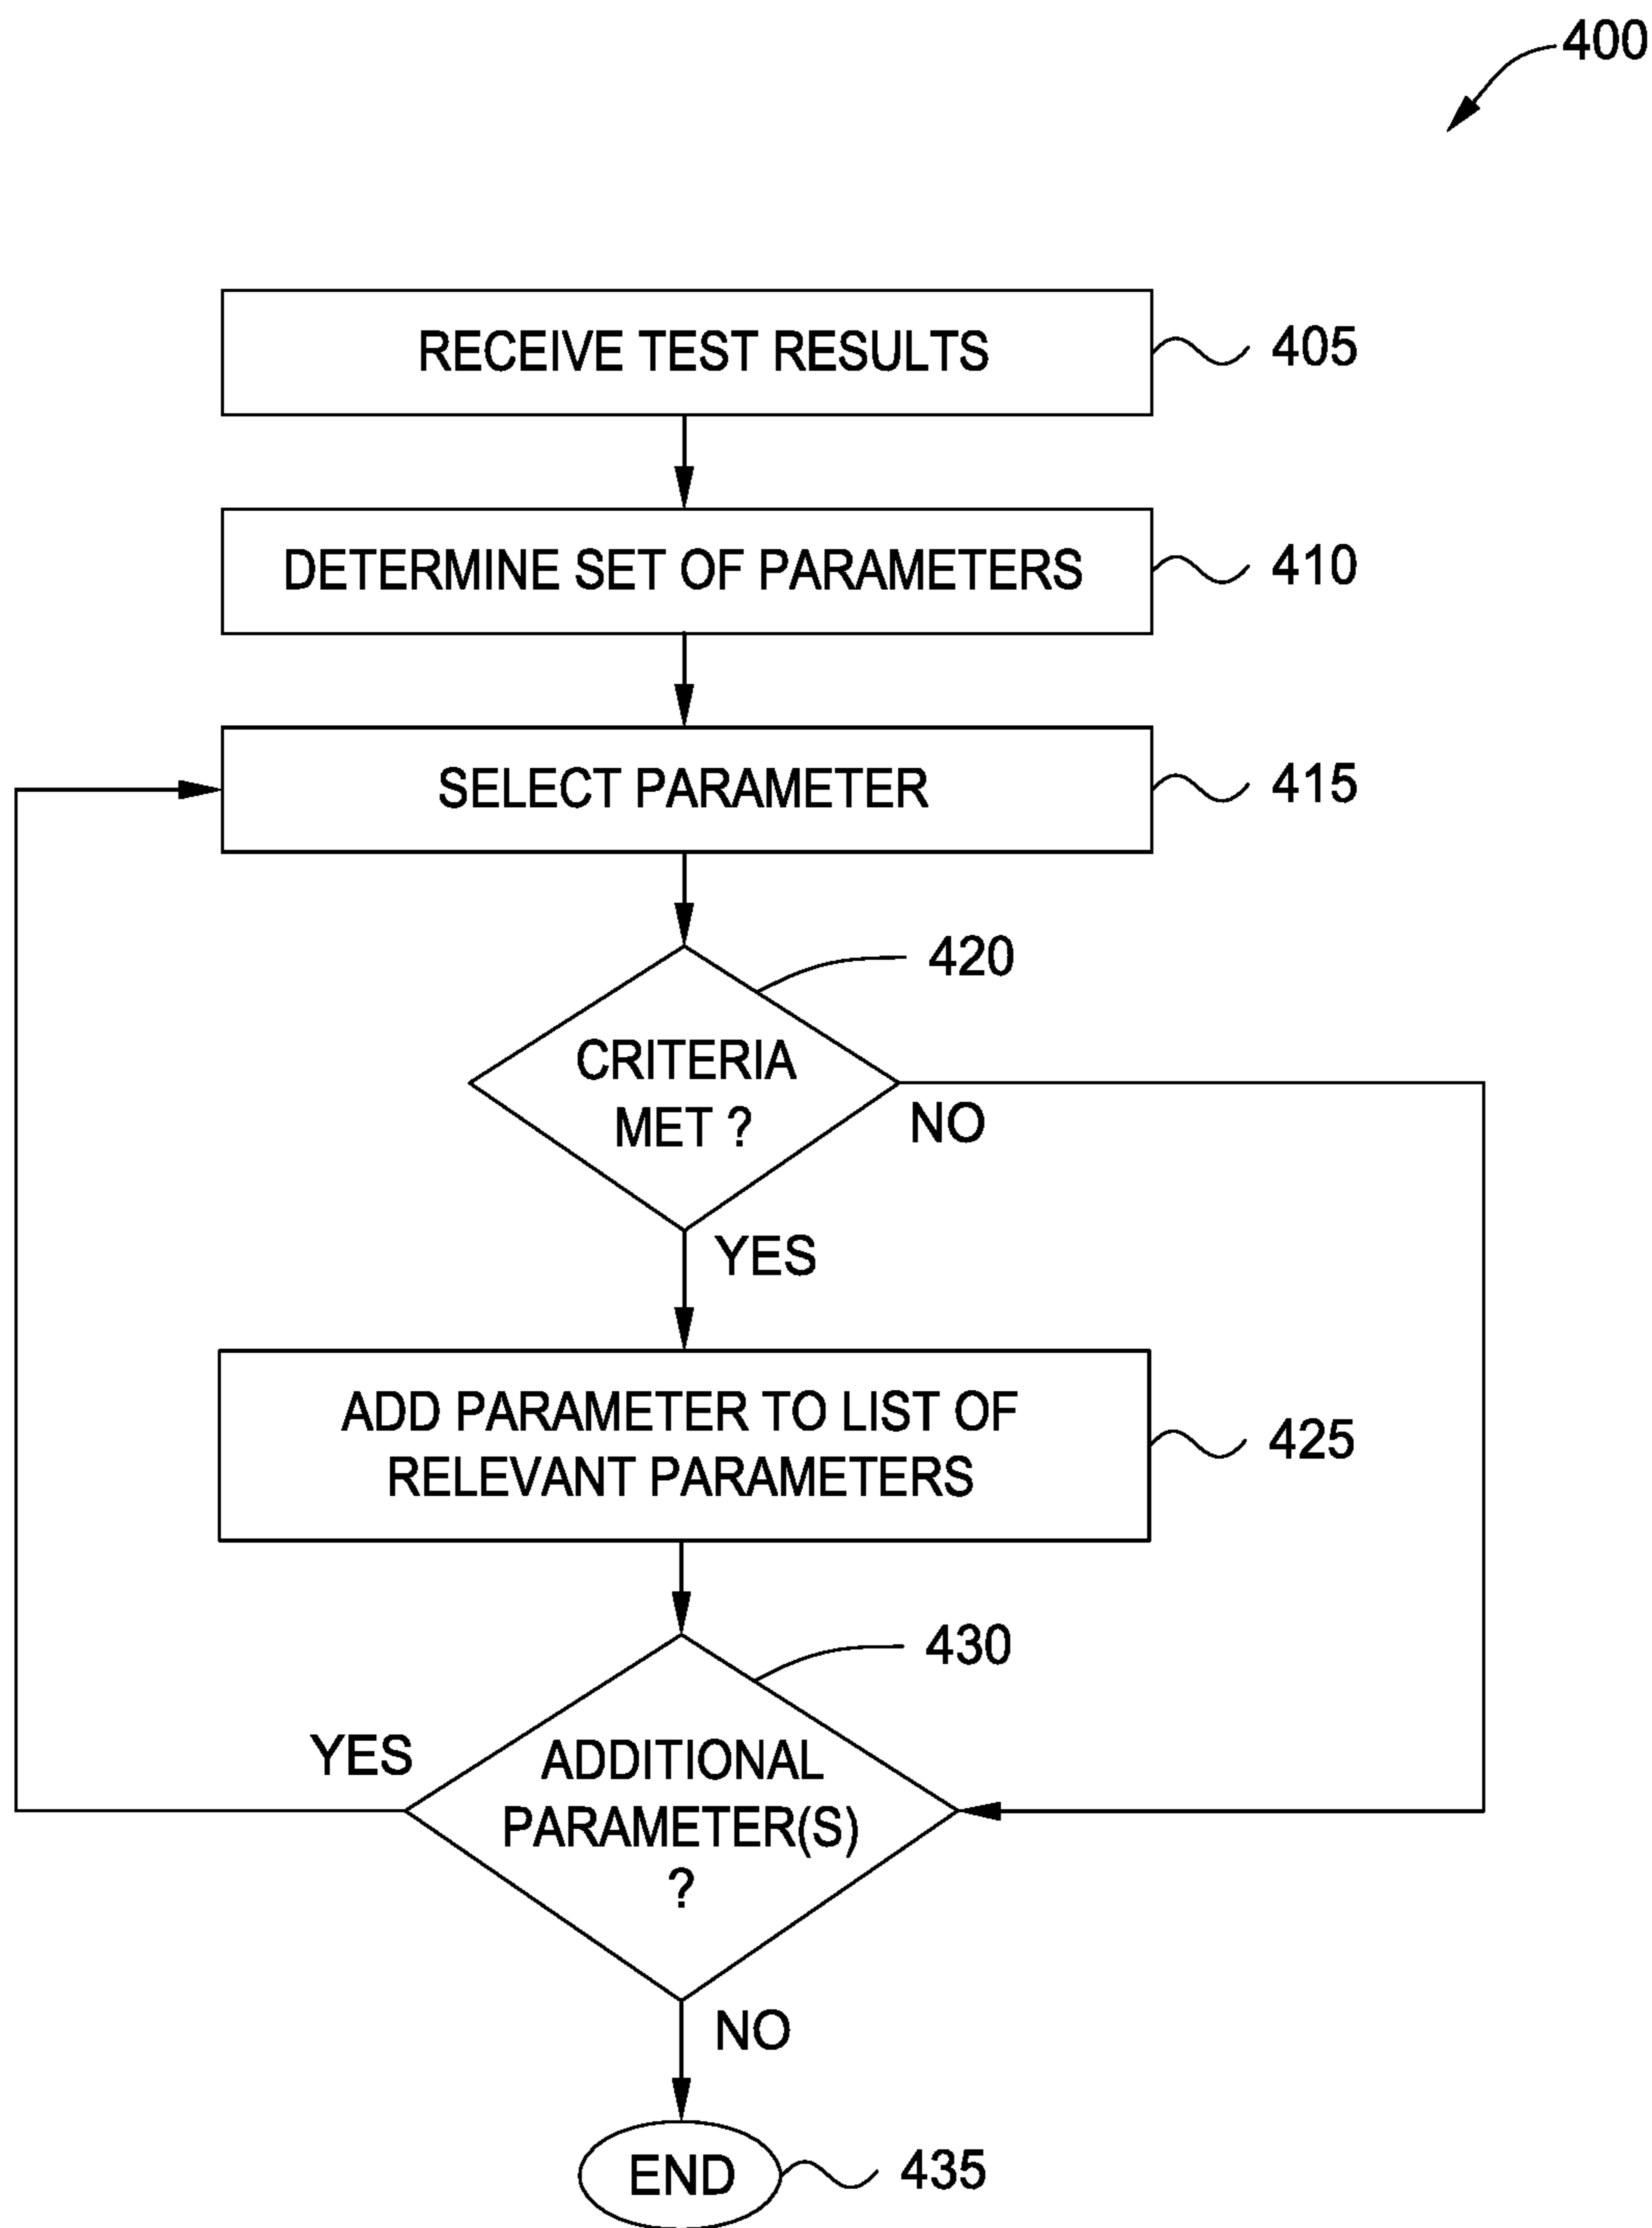 400
RECEIVE TEST RESULTS
405
DETERMINE SET OF PARAMETERS
410
SELECT PARAMETER
415
420
CRITERIA
MET ?
NO
YES
ADD PARAMETER TO LIST OF
RELEVANT PARAMETERS
425
430
YES
ADDITIONAL
PARAMETER(S)
?
NO
END
435